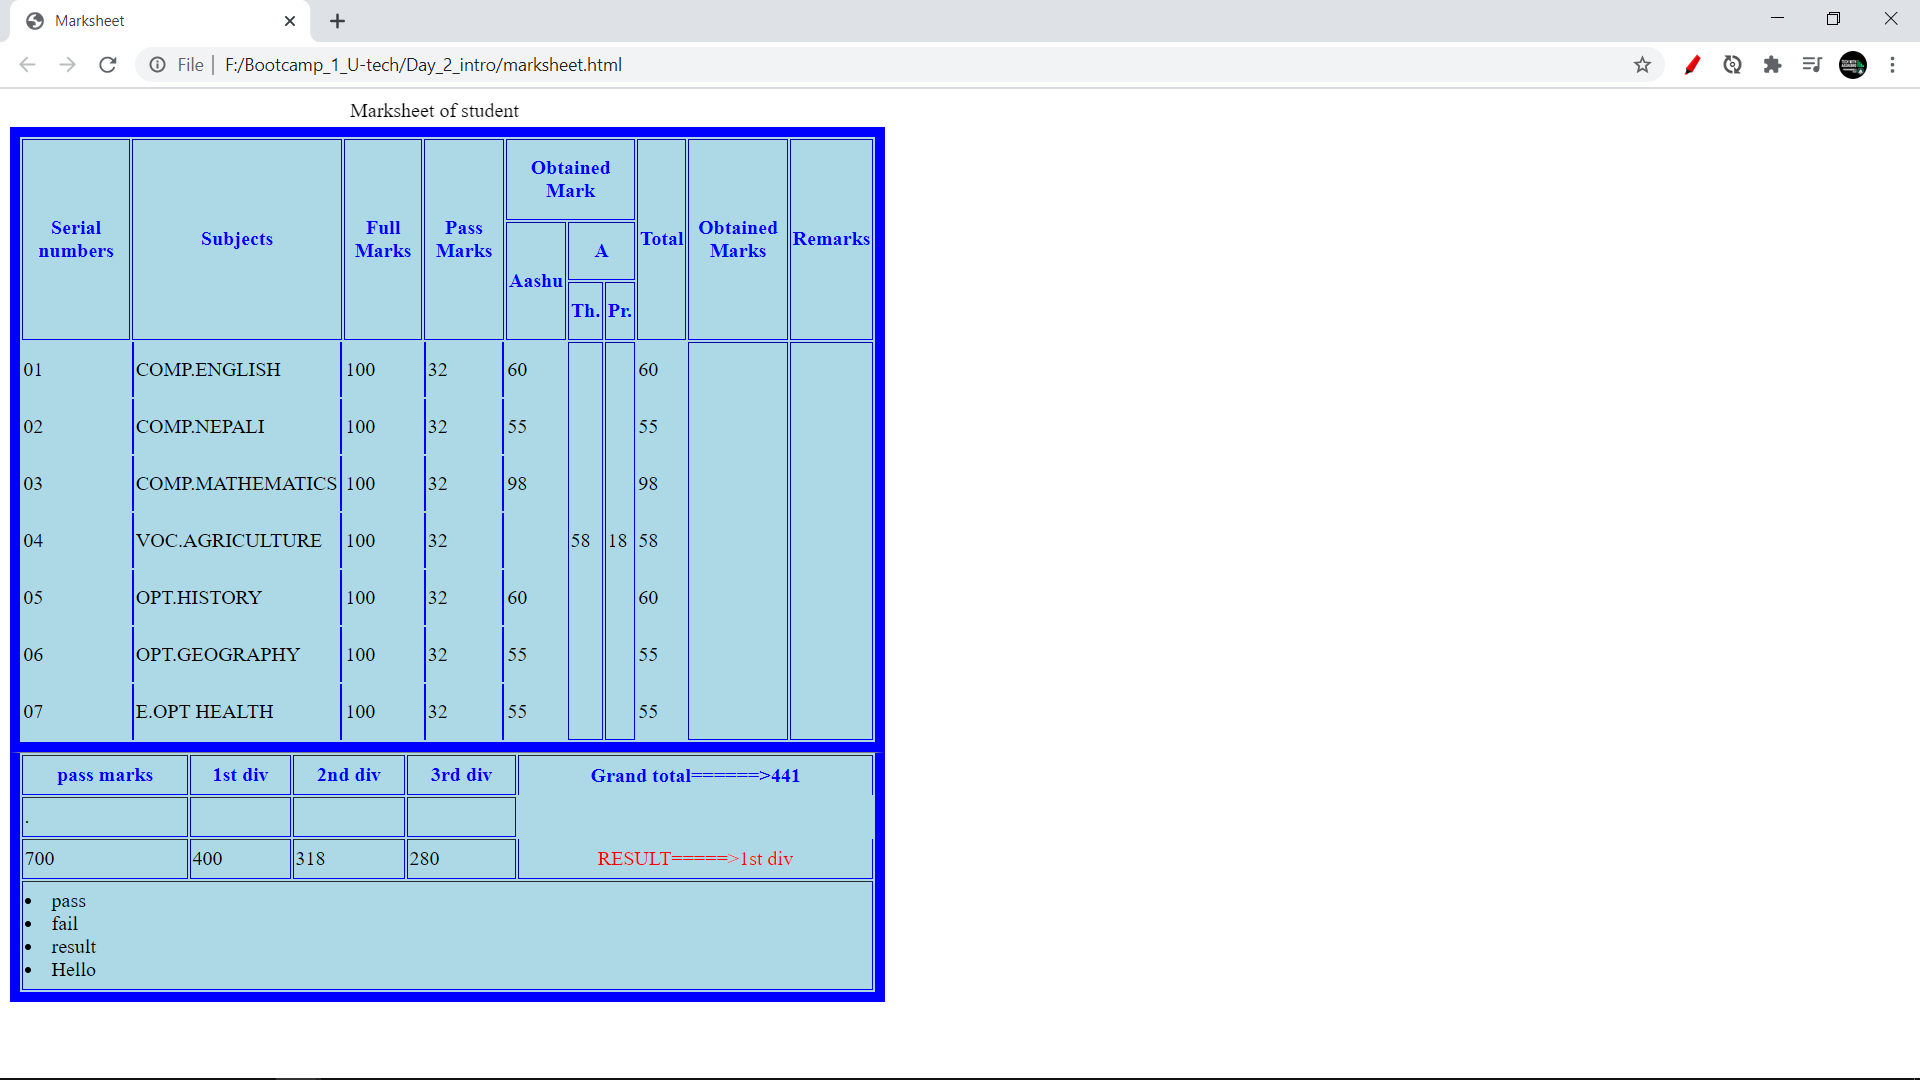 Marksheet
File | F:/Bootcamp_1_U-tech/Day_2_intro/marksheet.html
Marksheet of student
Serial numbers Subjects Full Marks Pass Marks Obtained Mark Total Obtained Marks Remarks
Aashu A
Th. Pr.
01 COMP.ENGLISH 100 32 60 60
02 COMP.NEPALI 100 32 55 55
03 COMP.MATHEMATICS 100 32 98 98
04 VOC.AGRICULTURE 100 32 58 18 58
05 OPT.HISTORY 100 32 60 60
06 OPT.GEOGRAPHY 100 32 55 55
07 E.OPT HEALTH 100 32 55 55
pass marks 1st div 2nd div 3rd div Grand total======>441
.
700 400 318 280 RESULT=====>1st div
• pass
• fail
• result
• Hello